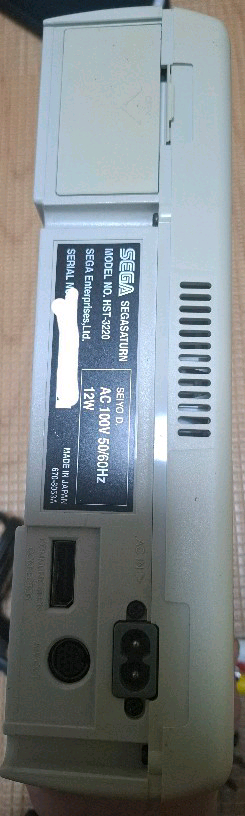 SEGA SEGASATURN
MODEL NO. HST-3220
SEGA Enterprises,Ltd.
SERIAL
SEIYO D.
AC 100V 50/60Hz
12W
MADE IN JAPAN